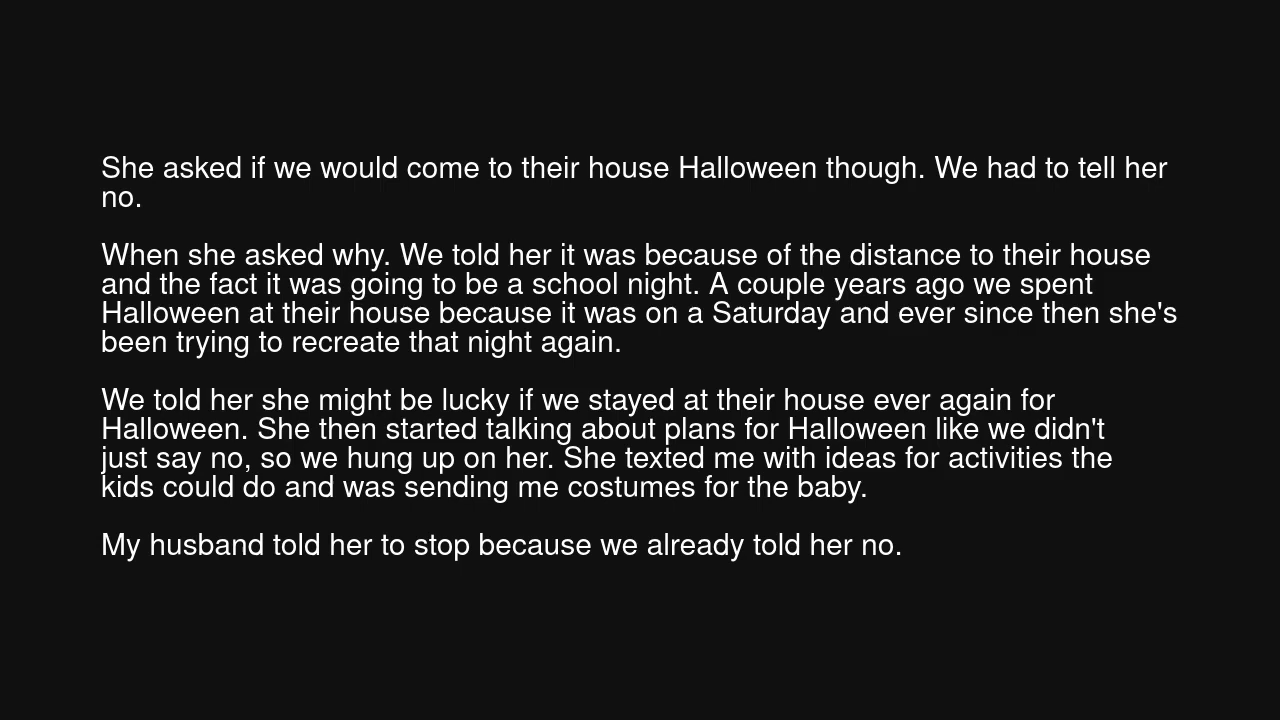 She asked if we would come to their house Halloween though. We had to tell her
no.
When she asked why. We told her it was because of the distance to their house
and the fact it was going to be a school night. A couple years ago we spent
Halloween at their house because it was on a Saturday and ever since then she's
been trying to recreate that night again.
We told her she might be lucky if we stayed at their house ever again for
Halloween. She then started talking about plans for Halloween like we didn't
just say no, so we hung up on her. She texted me with ideas for activities the
kids could do and was sending me costumes for the baby.
My husband told her to stop because we already told her no.